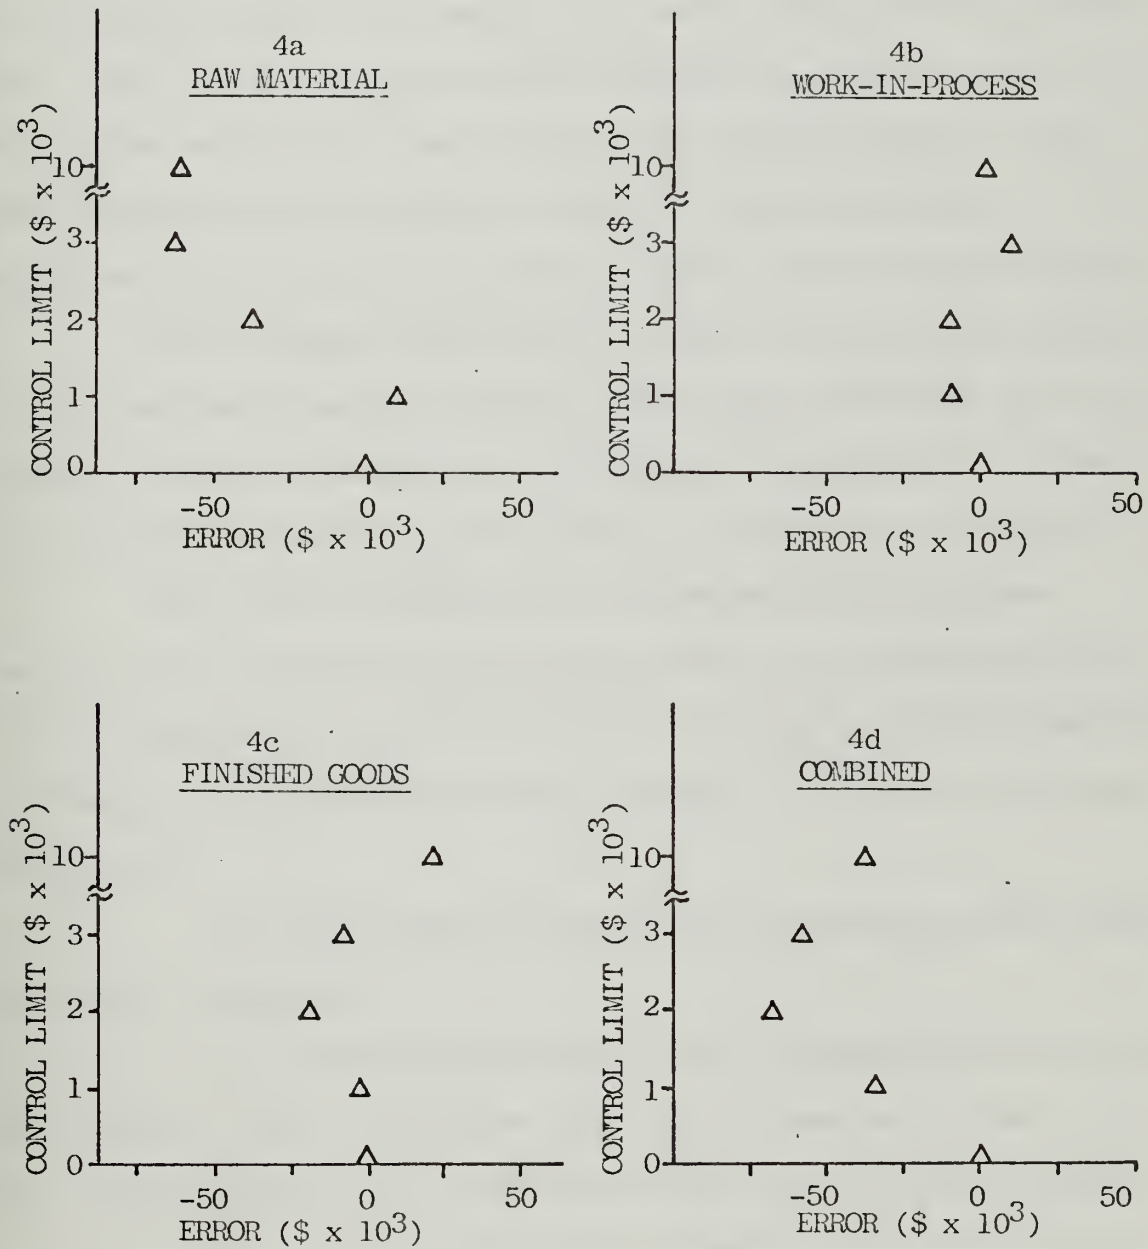 4a
RAW MATERIAL
CONTROL LIMIT ($ x 10³)
10
3
2
1
0
-50 0 50
ERROR ($ x 10³)
4b
WORK-IN-PROCESS
CONTROL LIMIT ($ x 10³)
10
3
2
1
0
-50 0 50
ERROR ($ x 10³)
4c
FINISHED GOODS
CONTROL LIMIT ($ x 10³)
10
3
2
1
0
-50 0 50
ERROR ($ x 10³)
4d
COMBINED
CONTROL LIMIT ($ x 10³)
10
3
2
1
0
-50 0 50
ERROR ($ x 10³)